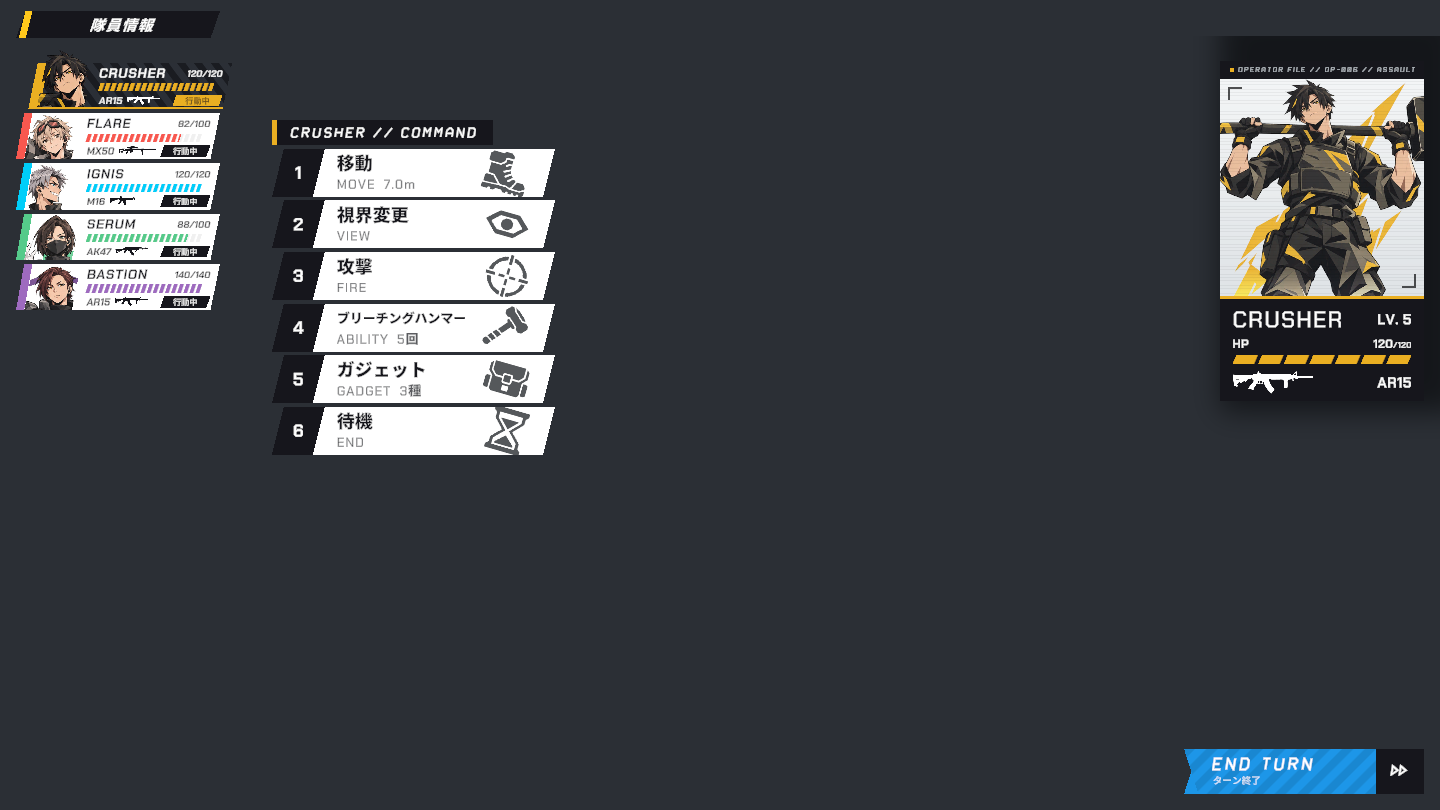 隊員情報
CRUSHER 120/120
AR15 行動中
FLARE 82/100
MX50 行動中
IGNIS 120/120
M16 行動中
SERUM 88/100
AK47 行動中
BASTION 140/140
AR15 行動中
CRUSHER // COMMAND
1 移動
MOVE 7.0m
2 視界変更
VIEW
3 攻撃
FIRE
4 ブリーチングハンマー
ABILITY 5回
5 ガジェット
GADGET 3種
6 待機
END
OPERATOR FILE // OP-006 // ASSAULT
CRUSHER LV. 5
HP 120/120
AR15
END TURN
ターン終了